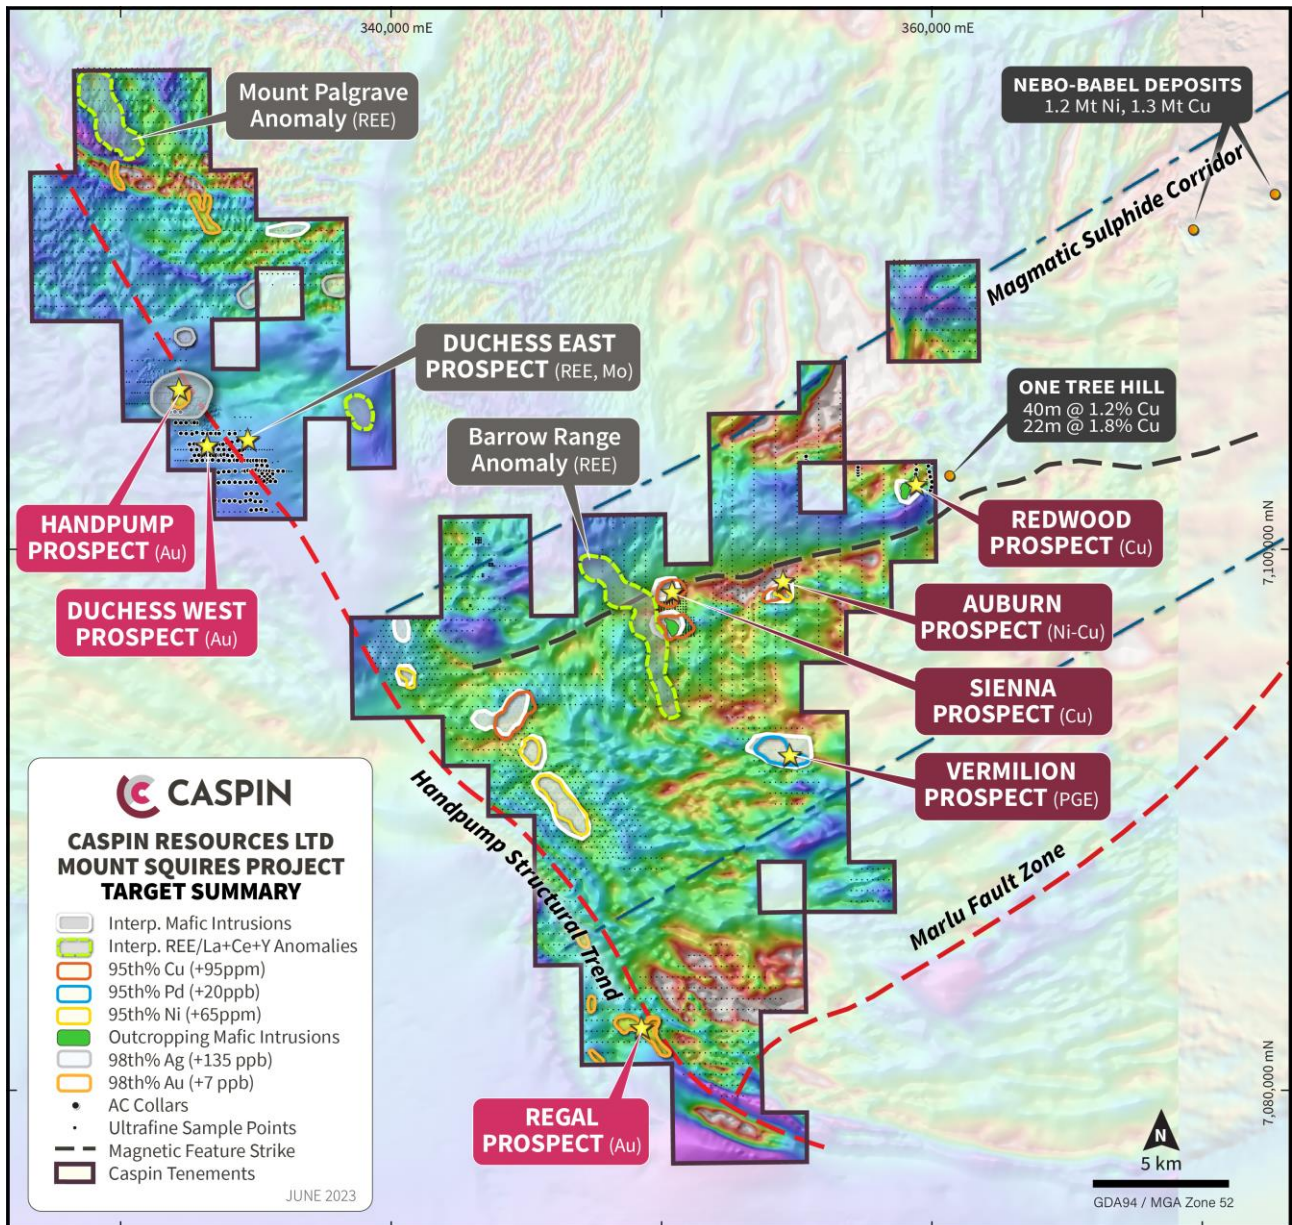 340,000 mE
360,000 mE
Mount Palgrave
Anomaly (REE)
NEBO-BABEL DEPOSITS
1.2 Mt Ni, 1.3 Mt Cu
Magmatic Sulphide Corridor
DUCHESS EAST
PROSPECT (REE, Mo)
ONE TREE HILL
40m @ 1.2% Cu
22m @ 1.8% Cu
Barrow Range
Anomaly (REE)
HANDPUMP
PROSPECT (Au)
REDWOOD
PROSPECT (Cu)
7,100,000 mN
DUCHESS WEST
PROSPECT (Au)
AUBURN
PROSPECT (Ni-Cu)
SIENNA
PROSPECT (Cu)
VERMILION
PROSPECT (PGE)
Handpump Structural Trend
Marlu Fault Zone
CASPIN
CASPIN RESOURCES LTD
MOUNT SQUIRES PROJECT
TARGET SUMMARY
Interp. Mafic Intrusions
Interp. REE/La+Ce+Y Anomalies
95th% Cu (+95ppm)
95th% Pd (+20ppb)
95th% Ni (+65ppm)
Outcropping Mafic Intrusions
98th% Ag (+135 ppb)
98th% Au (+7 ppb)
AC Collars
Ultrafine Sample Points
Magnetic Feature Strike
Caspin Tenements
JUNE 2023
REGAL
PROSPECT (Au)
7,080,000 mN
N
5 km
GDA94 / MGA Zone 52